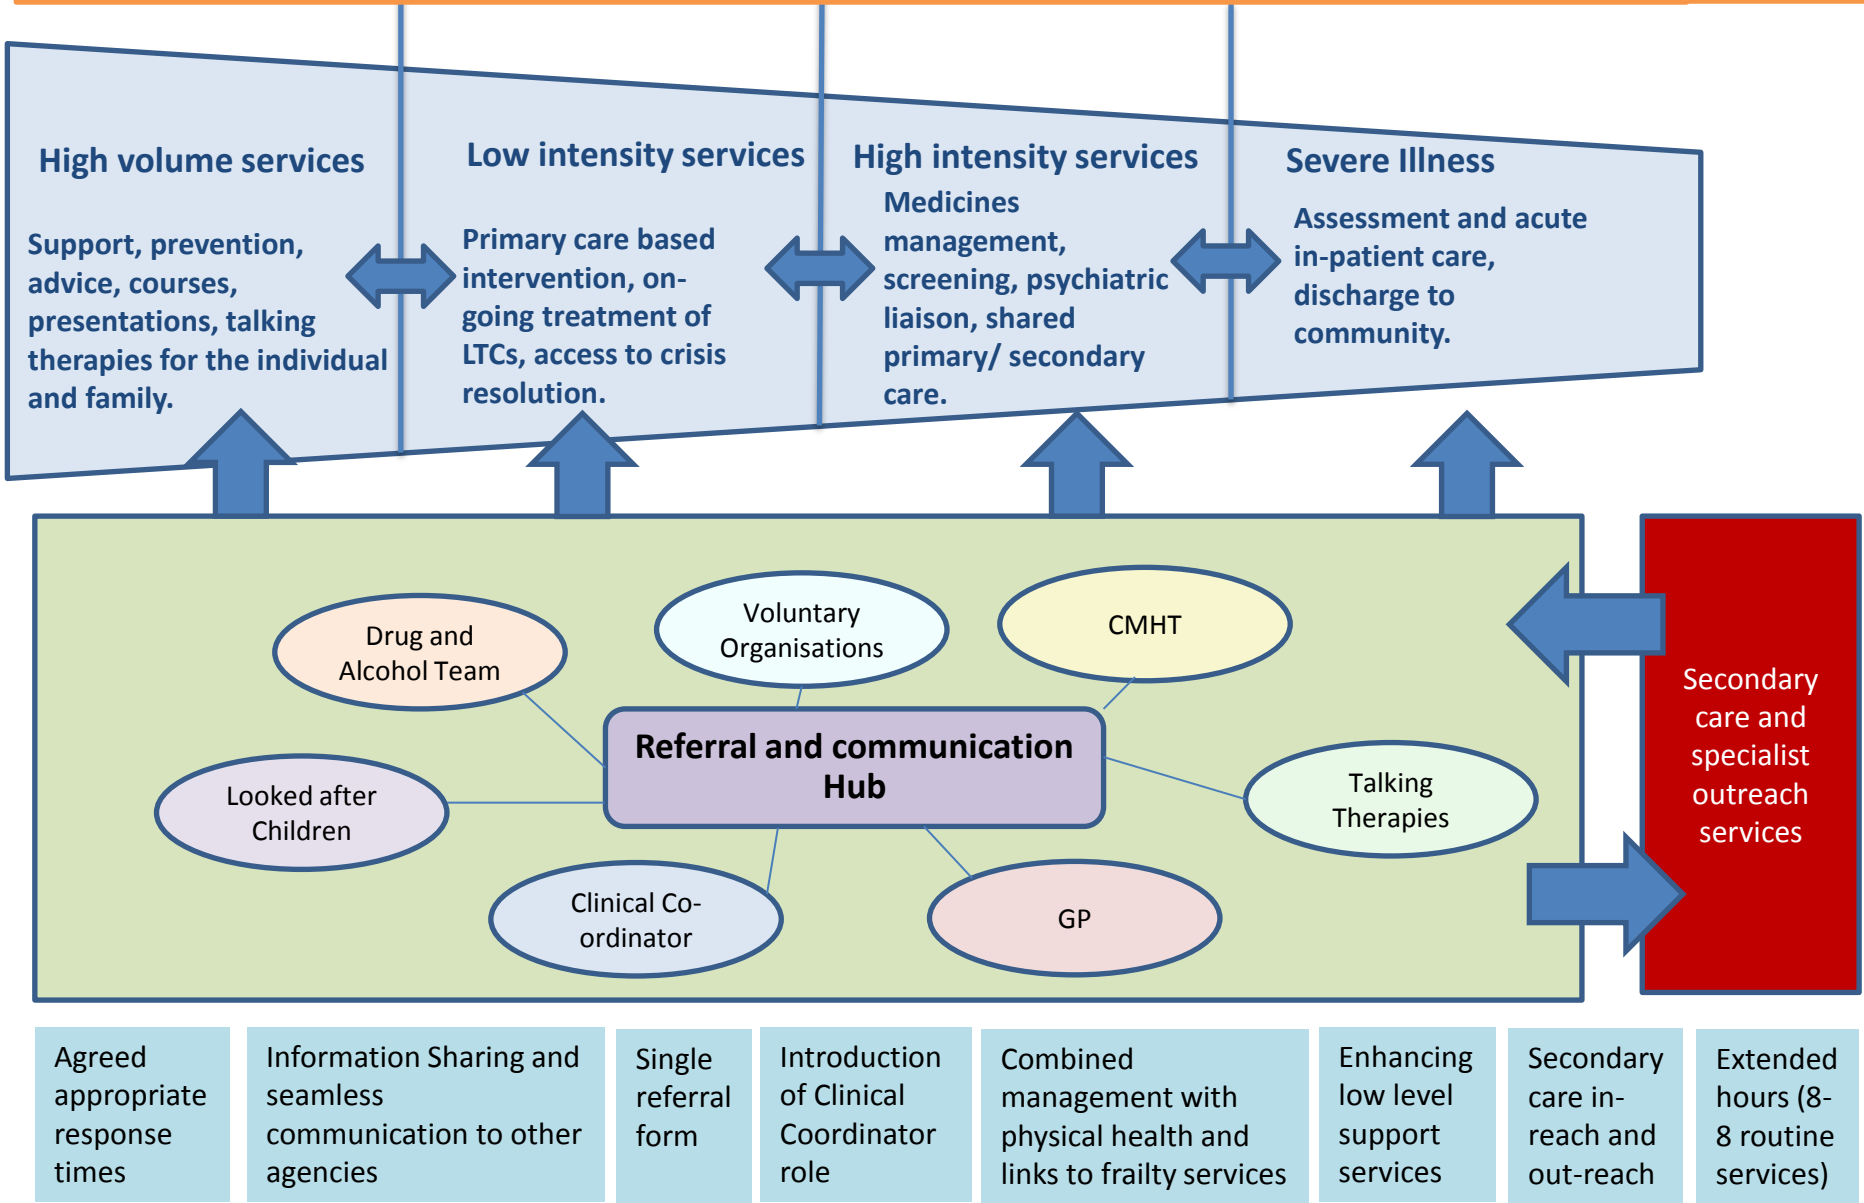 High volume services
Support, prevention,
advice, courses,
presentations, talking
therapies for the individual
and family.
Low intensity services
Primary care based
intervention, on-
going treatment of
LTCs, access to crisis
resolution.
High intensity services
Medicines
management,
screening, psychiatric
liaison, shared
primary/ secondary
care.
Severe Illness
Assessment and acute
in-patient care,
discharge to
community.
Drug and
Alcohol Team
Voluntary
Organisations
CMHT
Referral and communication
Hub
Looked after
Children
Talking
Therapies
Clinical Co-
ordinator
GP
Secondary
care and
specialist
outreach
services
Agreed
appropriate
response
times
Information Sharing and
seamless
communication to other
agencies
Single
referral
form
Introduction
of Clinical
Coordinator
role
Combined
management with
physical health and
links to frailty services
Enhancing
low level
support
services
Secondary
care in-
reach and
out-reach
Extended
hours (8-
8 routine
services)